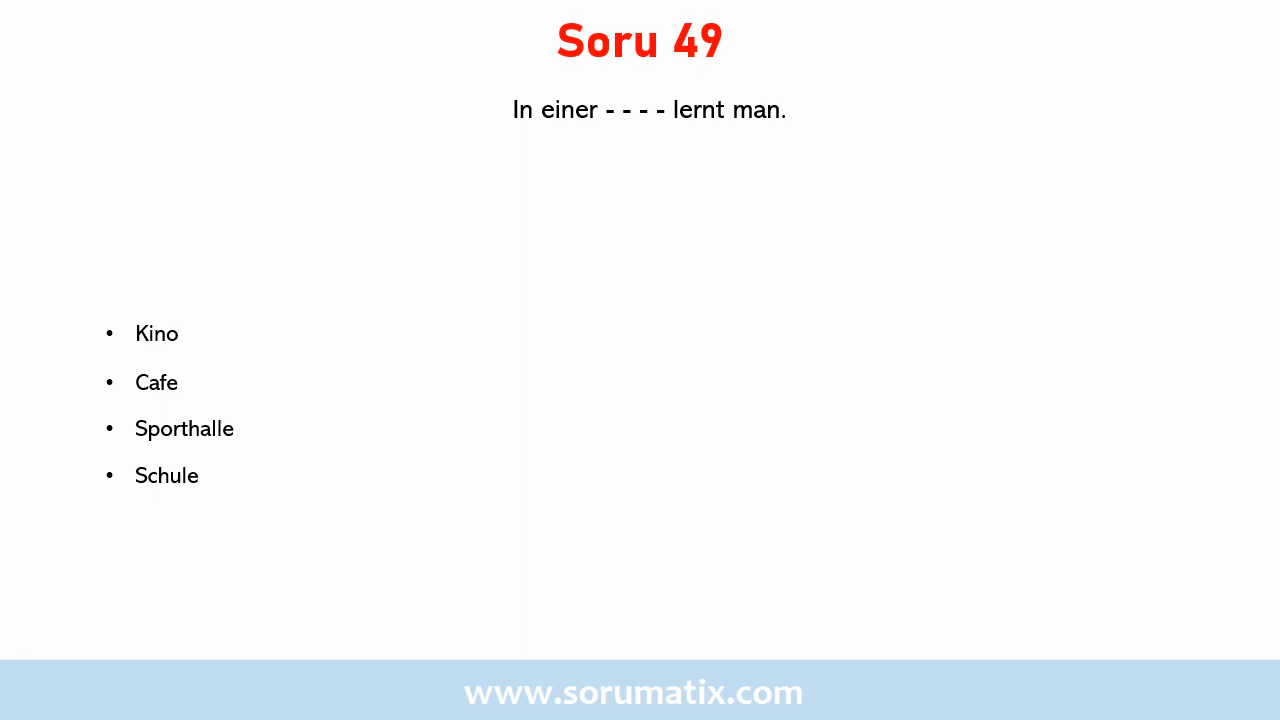 Soru 49
In einer - - - - lernt man.
• Kino
• Cafe
• Sporthalle
• Schule
www.sorumatix.com